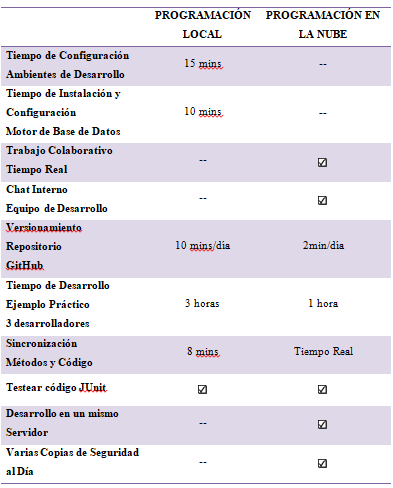 PROGRAMACIÓN PROGRAMACIÓN EN
LOCAL LA NUBE
Tiempo de Configuración
Ambientes de Desarrollo
15 mins. --
Tiempo de Instalación y
Configuración
Motor de Base de Datos
10 mins. --
Trabajo Colaborativo
Tiempo Real
-- ☑
Chat Interno
Equipo de Desarrollo
-- ☑
Versionamiento
Repositorio
GitHub
10 mins/día 2min/día
Tiempo de Desarrollo
Ejemplo Práctico
3 desarrolladores
3 horas 1 hora
Sincronización
Métodos y Código
8 mins. Tiempo Real
Testear código JUnit. ☑ ☑
Desarrollo en un mismo
Servidor
-- ☑
Varias Copias de Seguridad
al Día
-- ☑